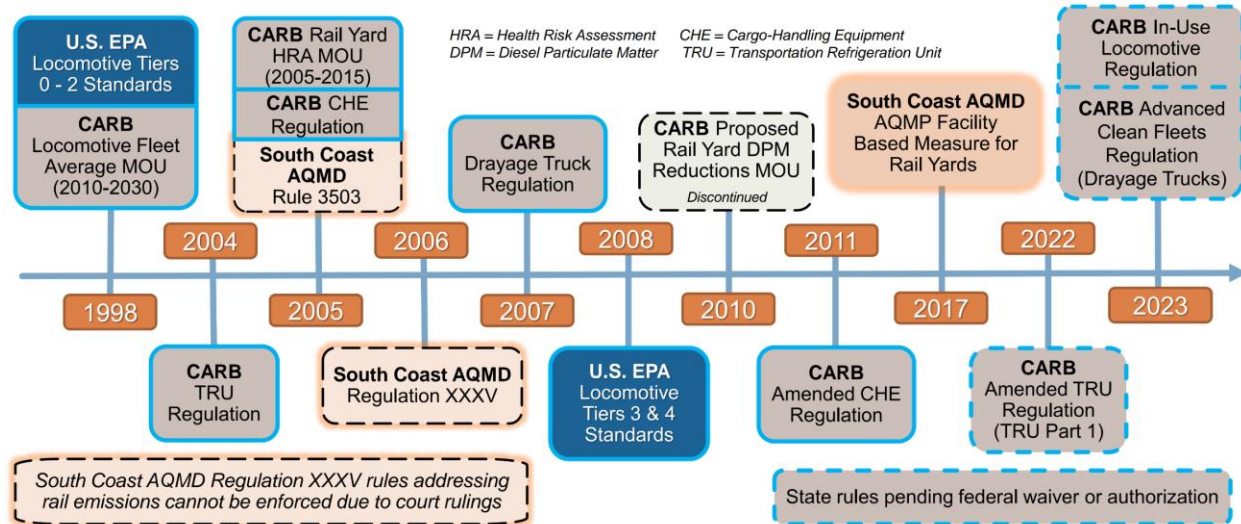 U.S. EPA
Locomotive Tiers
0 - 2 Standards
CARB
Locomotive Fleet
Average MOU
(2010-2030)
CARB Rail Yard
HRA MOU
(2005-2015)
CARB CHE
Regulation
South Coast
AQMD
Rule 3503
HRA = Health Risk Assessment CHE = Cargo-Handling Equipment
DPM = Diesel Particulate Matter TRU = Transportation Refrigeration Unit
CARB
Drayage Truck
Regulation
CARB Proposed
Rail Yard DPM
Reductions MOU
Discontinued
South Coast AQMD
AQMP Facility
Based Measure for
Rail Yards
CARB In-Use
Locomotive
Regulation
CARB Advanced
Clean Fleets
Regulation
(Drayage Trucks)
2004
2006
2008
2011
2022
1998
2005
2007
2010
2017
2023
CARB
TRU
Regulation
South Coast AQMD
Regulation XXXV
U.S. EPA
Locomotive
Tiers 3 & 4
Standards
CARB
Amended CHE
Regulation
CARB
Amended TRU
Regulation
(TRU Part 1)
South Coast AQMD Regulation XXXV rules addressing
rail emissions cannot be enforced due to court rulings
State rules pending federal waiver or authorization